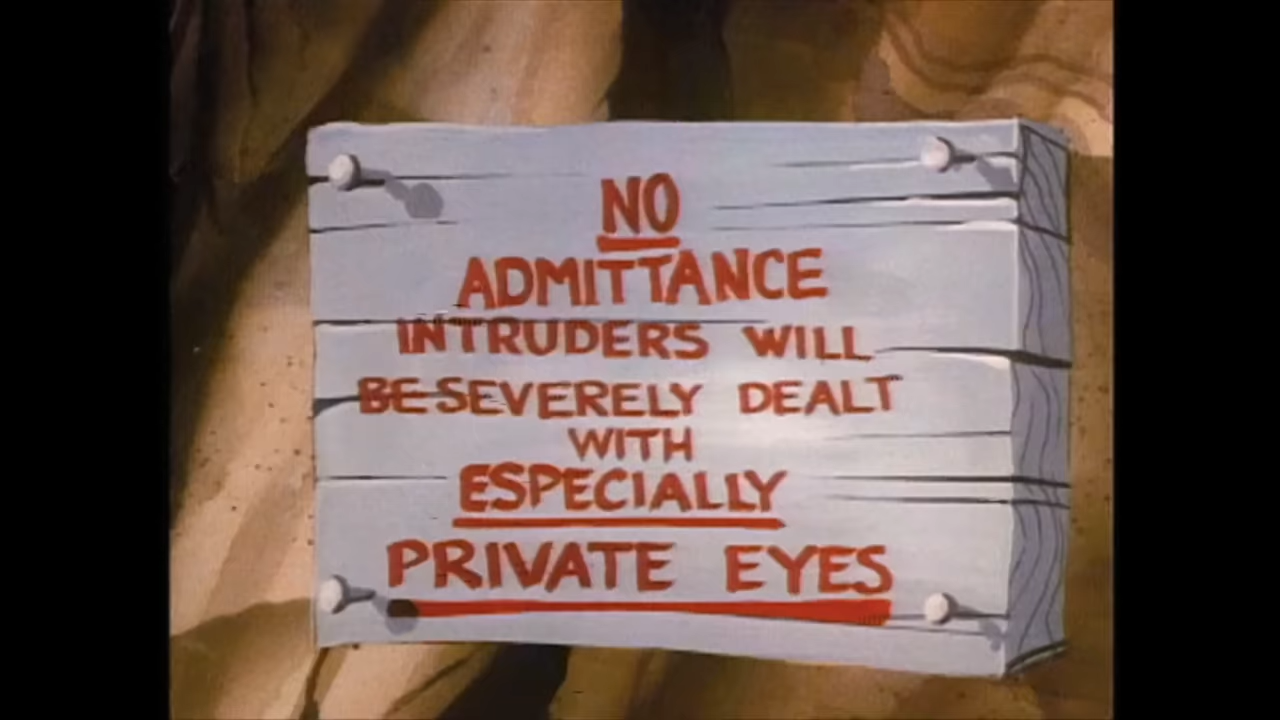 NO
ADMITTANCE
INTRUDERS WILL
BE SEVERELY DEALT
WITH
ESPECIALLY
PRIVATE EYES